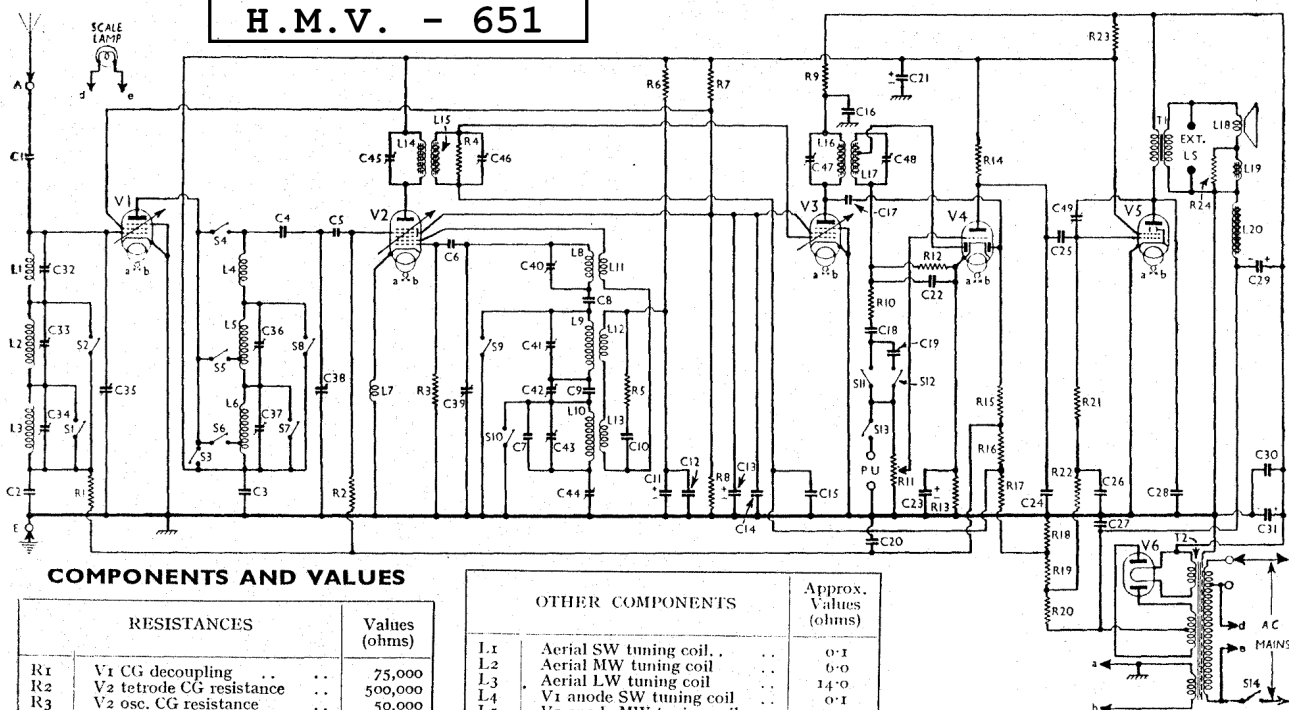 H.M.V. - 651
SCALE
LAMP
d e
A
C1
L1
C32
L2
C33
S2
C35
L3
C34
S1
C2
R1
E
V1
a b
S4
C4
C5
L4
L5
C36
S8
S5
C38
L6
C37
S6
S7
S3
C3
R2
C45
L14
L15
R4
C46
V2
a b
C6
L7
R3
C39
C40
L8
L11
C8
L9
L12
S9
C41
C42
C9
R5
L10
L13
S10
C7
C43
C10
C44
R6
R7
C11
C12
R8
C13
C14
C15
R9
C21
C16
L16
C47
L17
C48
C17
V3
a b
V4
a b
R14
R12
C22
R10
C18
C19
S11
S12
S13
PU
R11
C20
C23
R13
R15
R16
R17
C24
R18
R19
R20
R23
C49
C25
V5
a b
R21
R22
C26
C27
C28
T1
EXT.
LS
L18
L19
R24
L20
C29
C30
C31
V6
T2
d
e
A.C
MAINS
S14
a
b
COMPONENTS AND VALUES
RESISTANCES Values
(ohms)
R1 V1 CG decoupling .. .. 75,000
R2 V2 tetrode CG resistance .. 500,000
R3 V2 osc. CG resistance .. 50,000
OTHER COMPONENTS Approx.
Values
(ohms)
L1 Aerial SW tuning coil.. .. 0·1
L2 Aerial MW tuning coil .. 6·0
L3 Aerial LW tuning coil .. 14·0
L4 V1 anode SW tuning coil .. 0·1